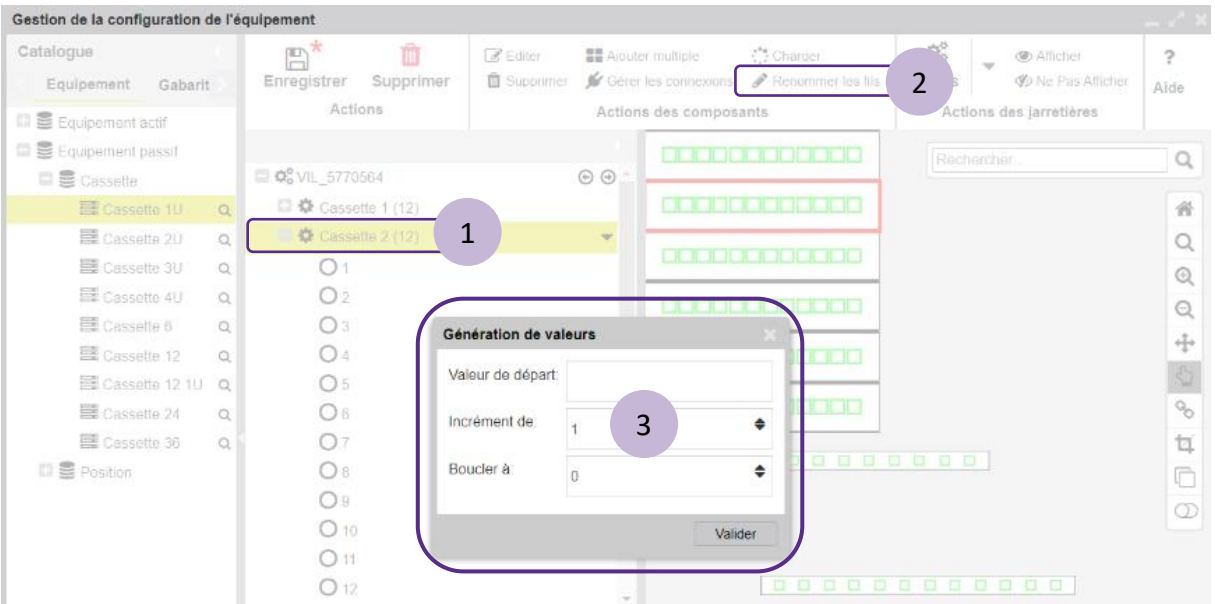 Gestion de la configuration de l'équipement
Catalogue
Equipement Gabarit
Equipement actif
Equipement passif
Cassette
Cassette 1U
Cassette 2U
Cassette 3U
Cassette 4U
Cassette 6
Cassette 12
Cassette 12 1U
Cassette 24
Cassette 36
Position
Enregistrer
Supprimer
Actions
Editer
Supprimer
Ajouter multiple
Gérer les connexions
Charger
Renommer les fils
Actions des composants
2
Afficher
Ne Pas Afficher
Actions des jarretières
?
Aide
VIL_5770564
Cassette 1 (12)
Cassette 2 (12)
1
1
2
3
4
5
6
7
8
9
10
11
12
Rechercher...
Génération de valeurs
Valeur de départ:
Incrément de: 1
Boucler à: 0
3
Valider